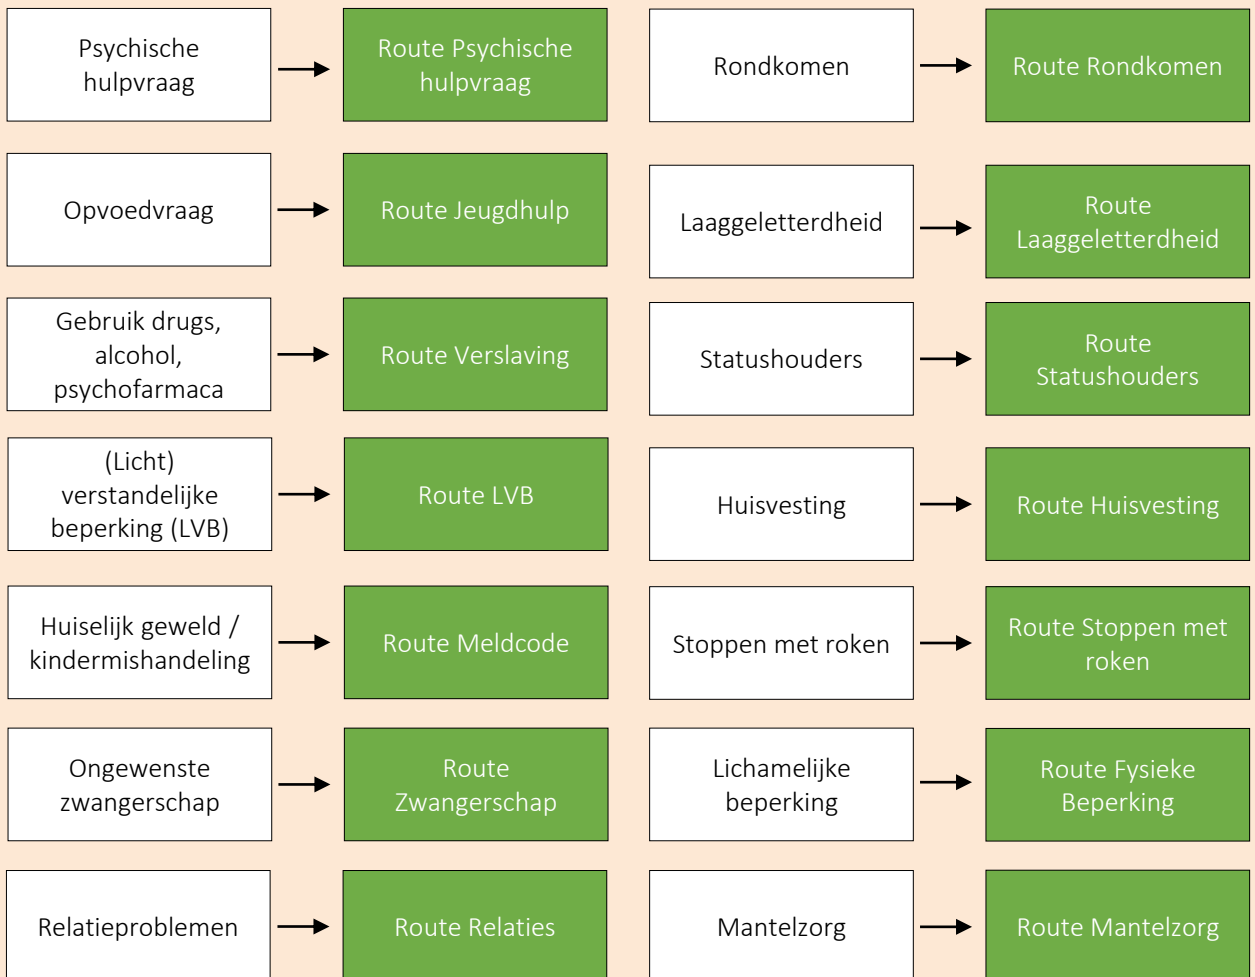 Psychische
hulpvraag
Route Psychische
hulpvraag
Rondkomen
Route Rondkomen
Opvoedvraag
Route Jeugdhulp
Laaggeletterdheid
Route
Laaggeletterdheid
Gebruik drugs,
alcohol,
psychofarmaca
Route Verslaving
Statushouders
Route
Statushouders
(Licht)
verstandelijke
beperking (LVB)
Route LVB
Huisvesting
Route Huisvesting
Huiselijk geweld /
kindermishandeling
Route Meldcode
Stoppen met roken
Route Stoppen met
roken
Ongewenste
zwangerschap
Route
Zwangerschap
Lichamelijke
beperking
Route Fysieke
Beperking
Relatieproblemen
Route Relaties
Mantelzorg
Route Mantelzorg